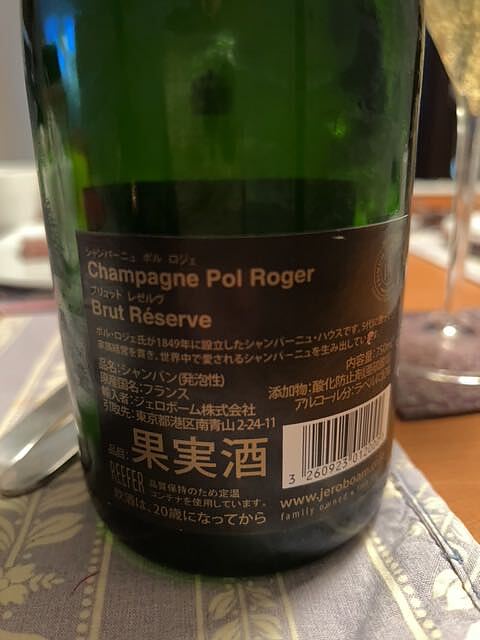 シャンパーニュ ポル ロジェ
Champagne Pol Roger
ブリュット レゼルヴ
Brut Réserve
ポル・ロジェ氏が1849年に設立したシャンパーニュ・ハウスです。5代に
家族経営を貫き、世界中で愛されるシャンパーニュを生み出してい
内容量:750m
品名:シャンパン(発泡性)
添加物:酸化防止剤
原産国名:フランス
アルコール分:ラベル
輸入者:ジェロボーム株式会社
引取先:東京都港区南青山2-24-11
品目:果実酒
3 260923 012
REEFER 品質保持のため定温
コンテナを使用しています。
www.jeroboam.co
family owned
飲酒は、20歳になってから